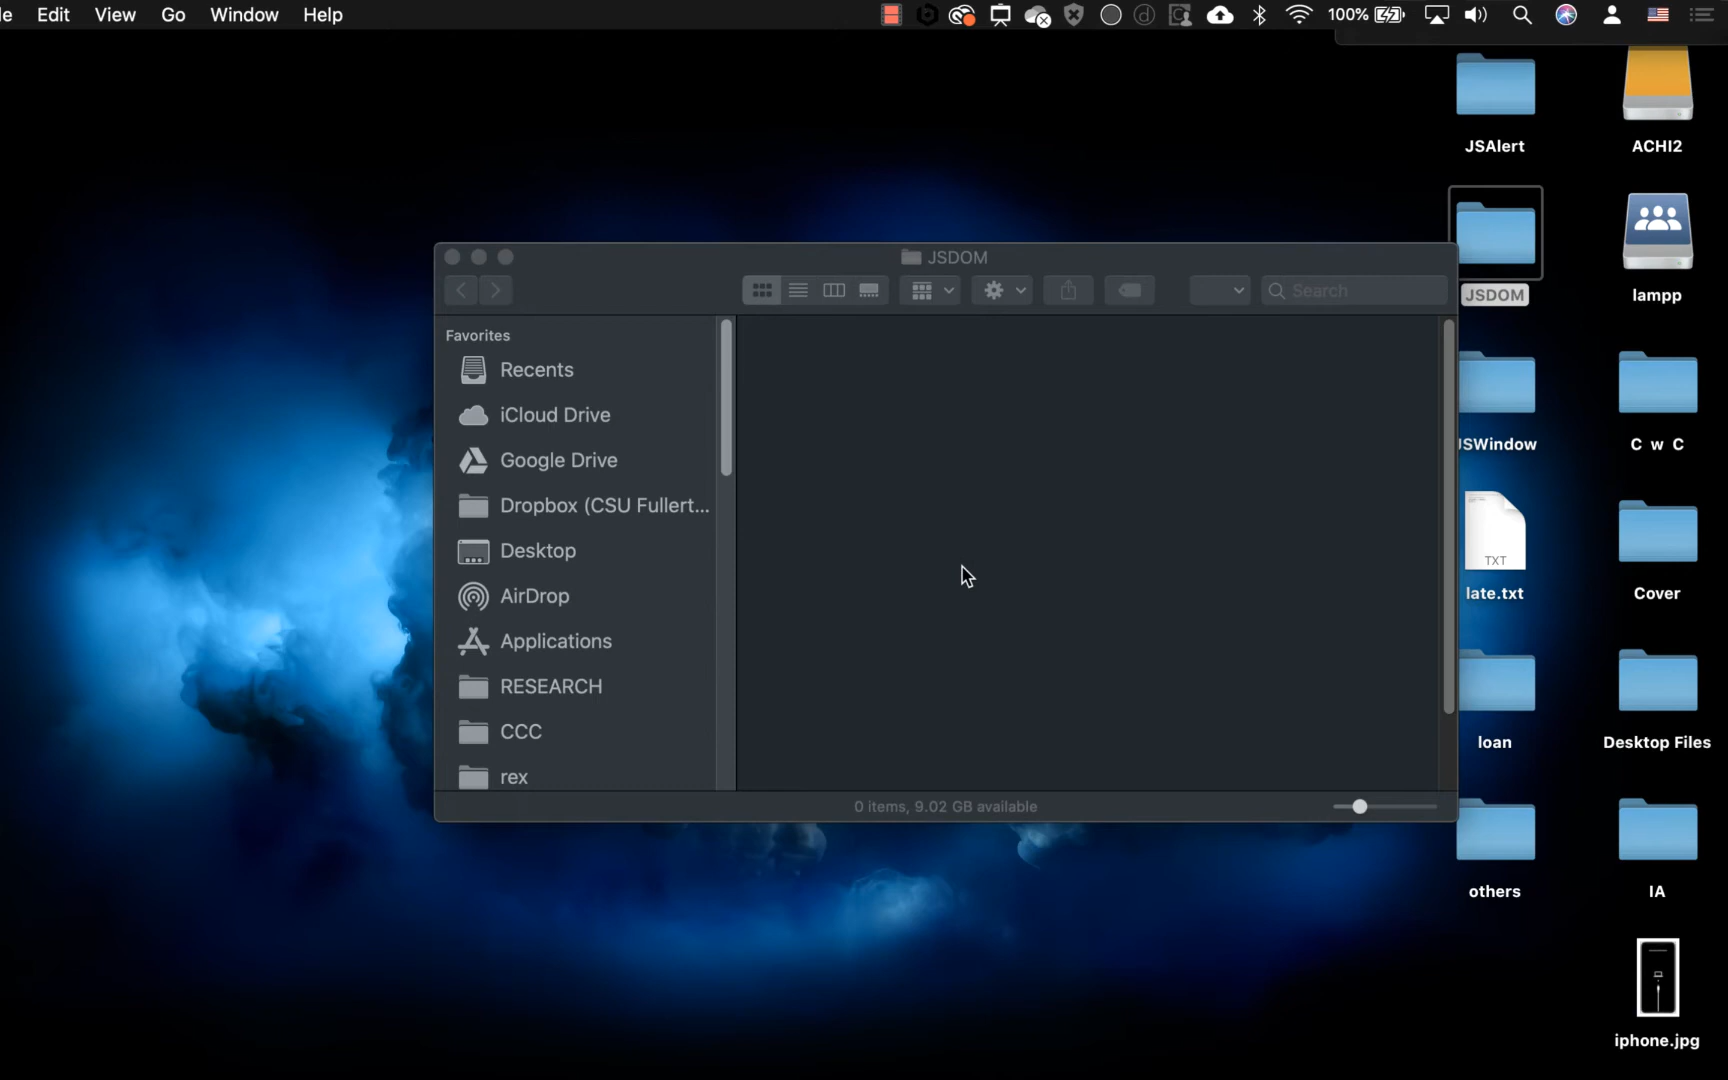 Edit View Go Window Help 100%
JSDOM
Search
Favorites
Recents
iCloud Drive
Google Drive
Dropbox (CSU Fullert...
Desktop
AirDrop
Applications
RESEARCH
CCC
rex
0 items, 9.02 GB available
JSAlert
ACHI2
JSDOM
lampp
JSWindow
C w C
TXT
late.txt
Cover
loan
Desktop Files
others
IA
iphone.jpg